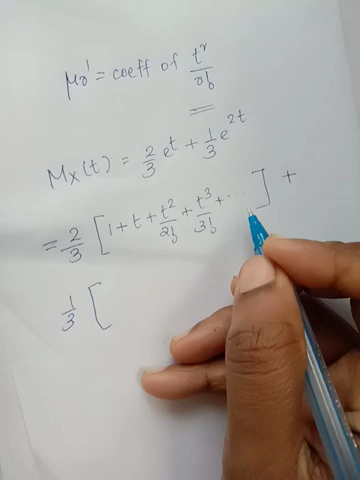 μr' = coeff of t^r/r!
Mx(t) = 2/3 e^t + 1/3 e^2t
= 2/3 [1 + t + t^2/2! + t^3/3! + ...] +
1/3 [